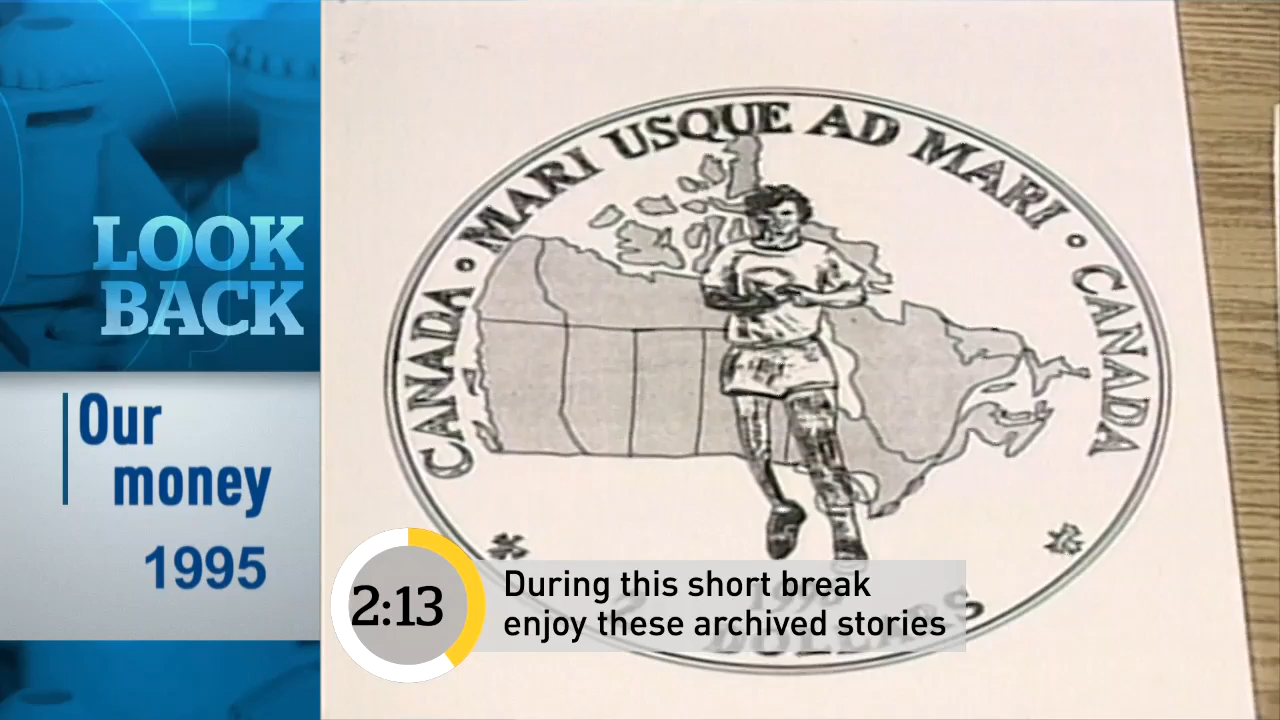 LOOK
BACK
Our
money
1995
CANADA • MARI USQUE AD MARI • CANADA
2:13
During this short break
enjoy these archived stories